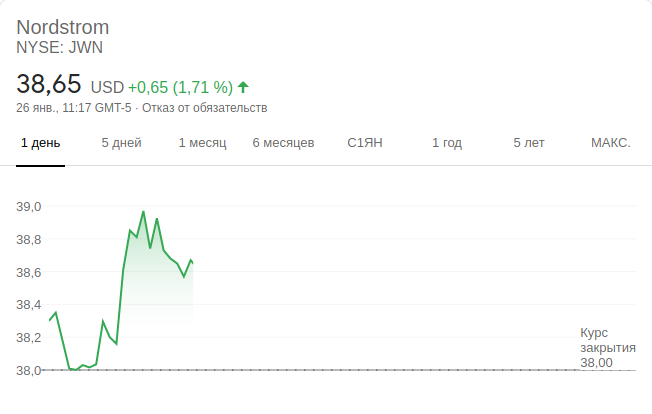 Nordstrom
NYSE: JWN
38,65 USD +0,65 (1,71 %)
26 янв., 11:17 GMT-5 · Отказ от обязательств
1 день 5 дней 1 месяц 6 месяцев С1ЯН 1 год 5 лет МАКС.
39,0
38,8
38,6
38,4
38,2
38,0
Курс
закрытия
38,00